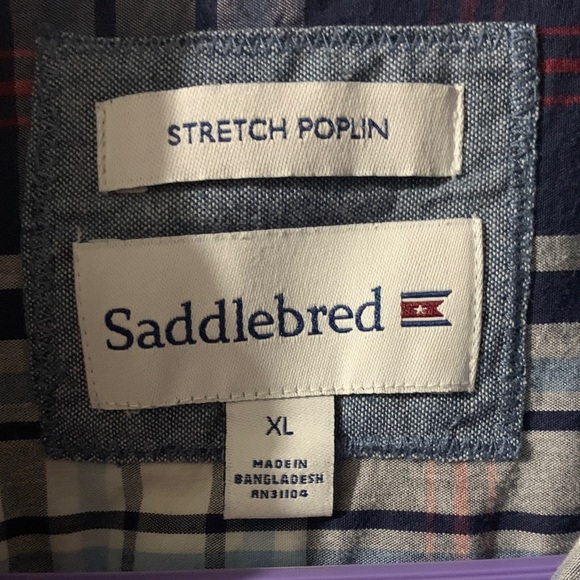 STRETCH POPLIN
Saddlebred
XL
MADE IN
BANGLADESH
RN31104